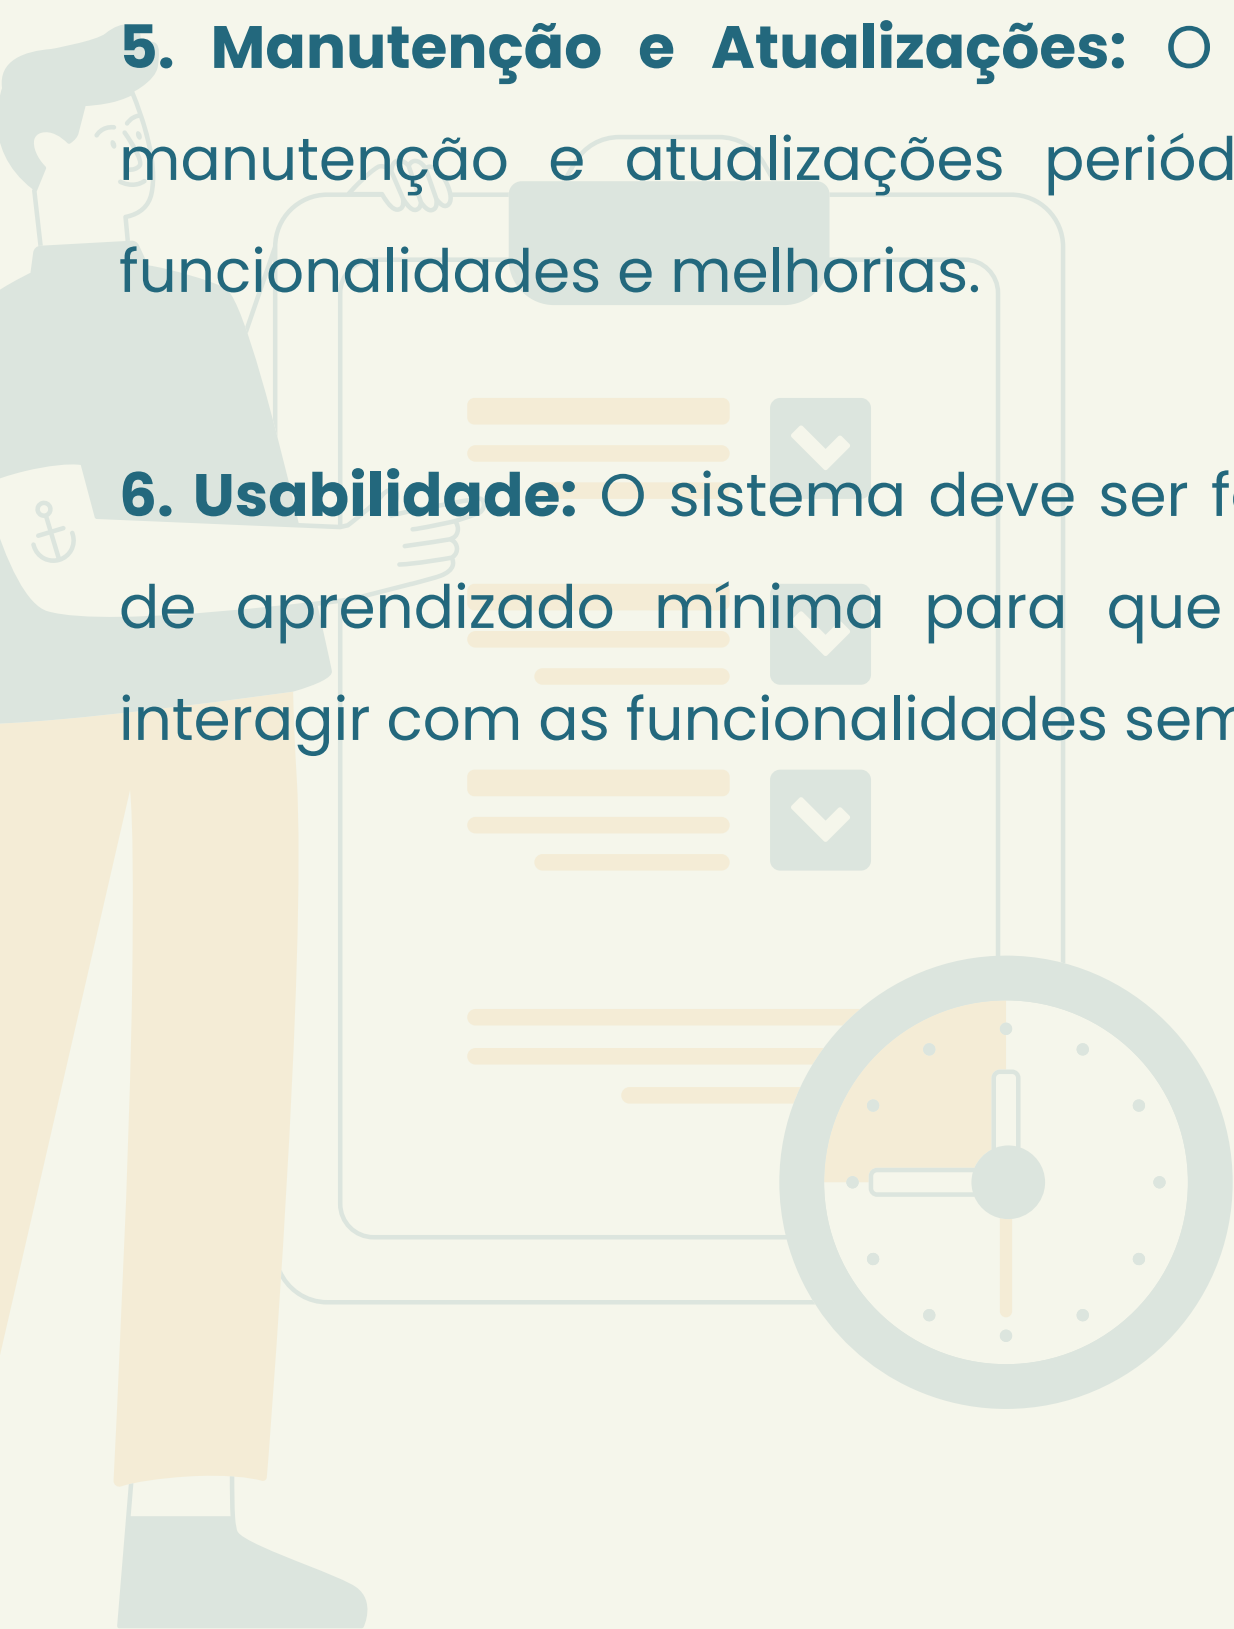 5. Manutenção e Atualizações: O
manutenção e atualizações
funcionalidades e melhorias.
6. Usabilidade: O sistema deve ser
de aprendizado mínima para que
interagir com as funcionalidades sem